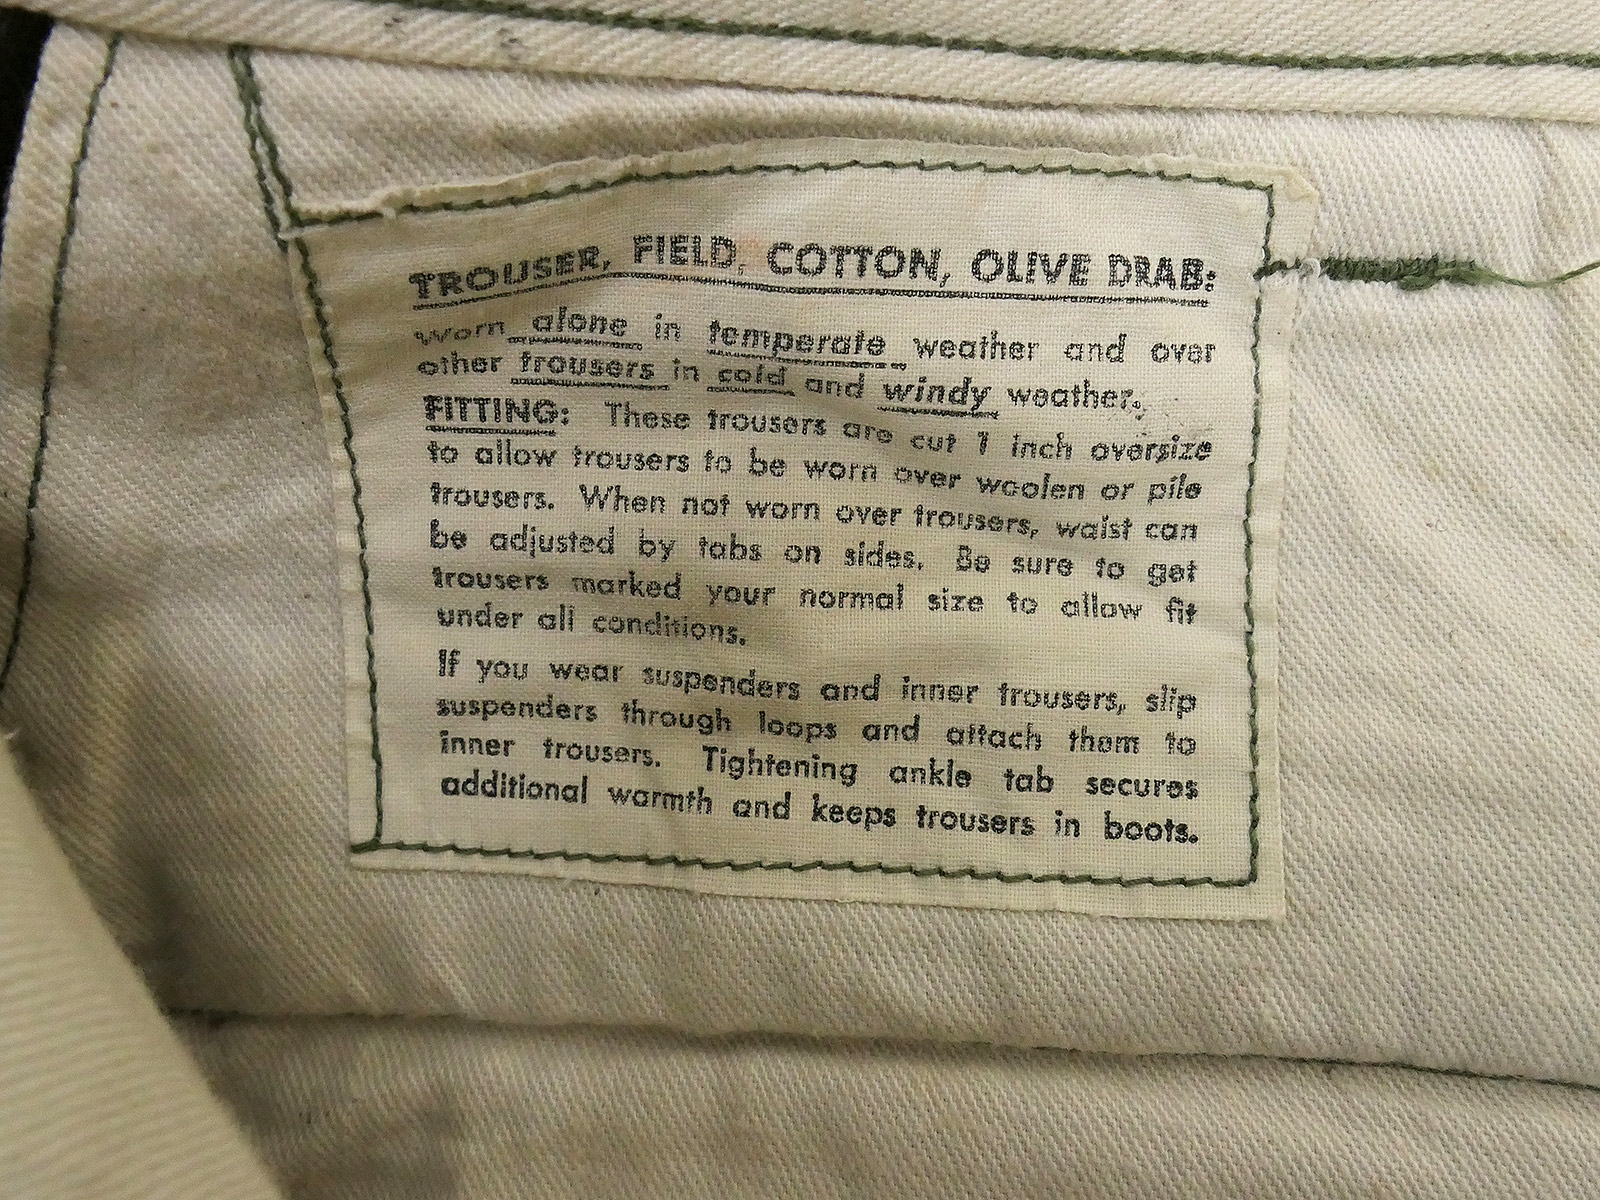 TROUSER, FIELD, COTTON, OLIVE DRAB:
Worn alone in temperate weather and over
other trousers in cold and windy weather.
FITTING: These trousers are cut 1 inch oversize
to allow trousers to be worn over woolen or pile
trousers. When not worn over trousers, waist can
be adjusted by tabs on sides. Be sure to get
trousers marked your normal size to allow fit
under all conditions.
If you wear suspenders and inner trousers, slip
suspenders through loops and attach them to
inner trousers. Tightening ankle tab secures
additional warmth and keeps trousers in boots.